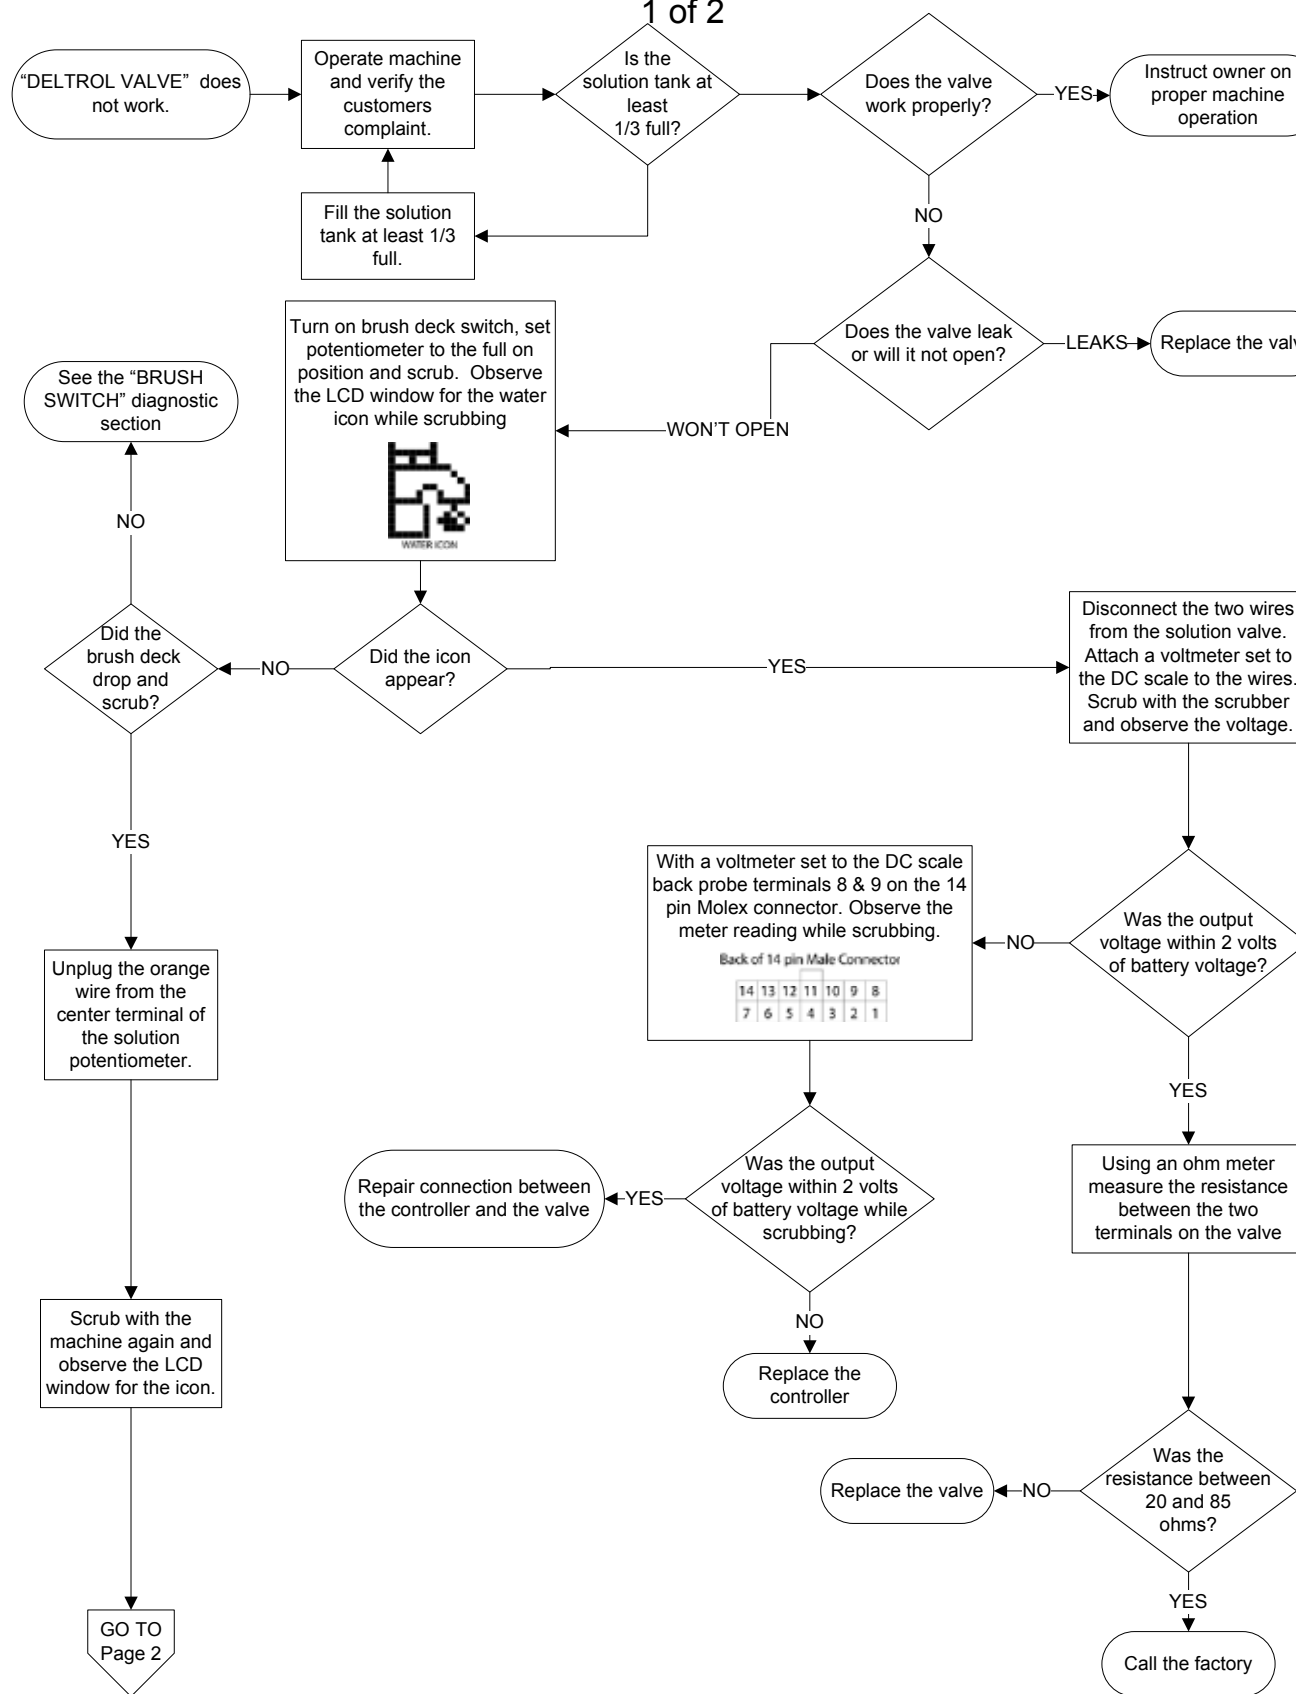 1 of 2
“DELTROL VALVE” does
not work.
Operate machine
and verify the
customers
complaint.
Is the
solution tank at
least
1/3 full?
Does the valve
work properly?
YES
Instruct owner on
proper machine
operation
Fill the solution
tank at least 1/3
full.
NO
Does the valve leak
or will it not open?
LEAKS
Replace the valv
WON'T OPEN
Turn on brush deck switch, set
potentiometer to the full on
position and scrub. Observe
the LCD window for the water
icon while scrubbing
WATER ICON
See the “BRUSH
SWITCH” diagnostic
section
NO
Did the
brush deck
drop and
scrub?
NO
Did the icon
appear?
YES
Disconnect the two wires
from the solution valve.
Attach a voltmeter set to
the DC scale to the wires.
Scrub with the scrubber
and observe the voltage.
YES
With a voltmeter set to the DC scale
back probe terminals 8 & 9 on the 14
pin Molex connector. Observe the
meter reading while scrubbing.
Back of 14 pin Male Connector
14 13 12 11 10 9 8
7 6 5 4 3 2 1
NO
Was the output
voltage within 2 volts
of battery voltage?
Unplug the orange
wire from the
center terminal of
the solution
potentiometer.
YES
Repair connection between
the controller and the valve
YES
Was the output
voltage within 2 volts
of battery voltage while
scrubbing?
Using an ohm meter
measure the resistance
between the two
terminals on the valve
NO
Replace the
controller
Scrub with the
machine again and
observe the LCD
window for the icon.
Replace the valve
NO
Was the
resistance between
20 and 85
ohms?
YES
GO TO
Page 2
Call the factory